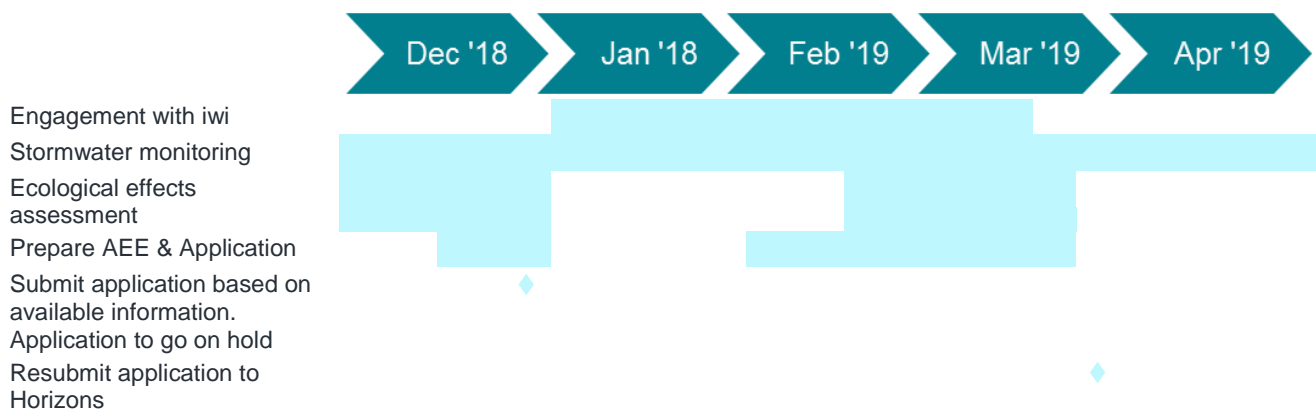 Dec '18 Jan '18 Feb '19 Mar '19 Apr '19
Engagement with iwi
Stormwater monitoring
Ecological effects
assessment
Prepare AEE & Application
Submit application based on
available information.
Application to go on hold
Resubmit application to
Horizons